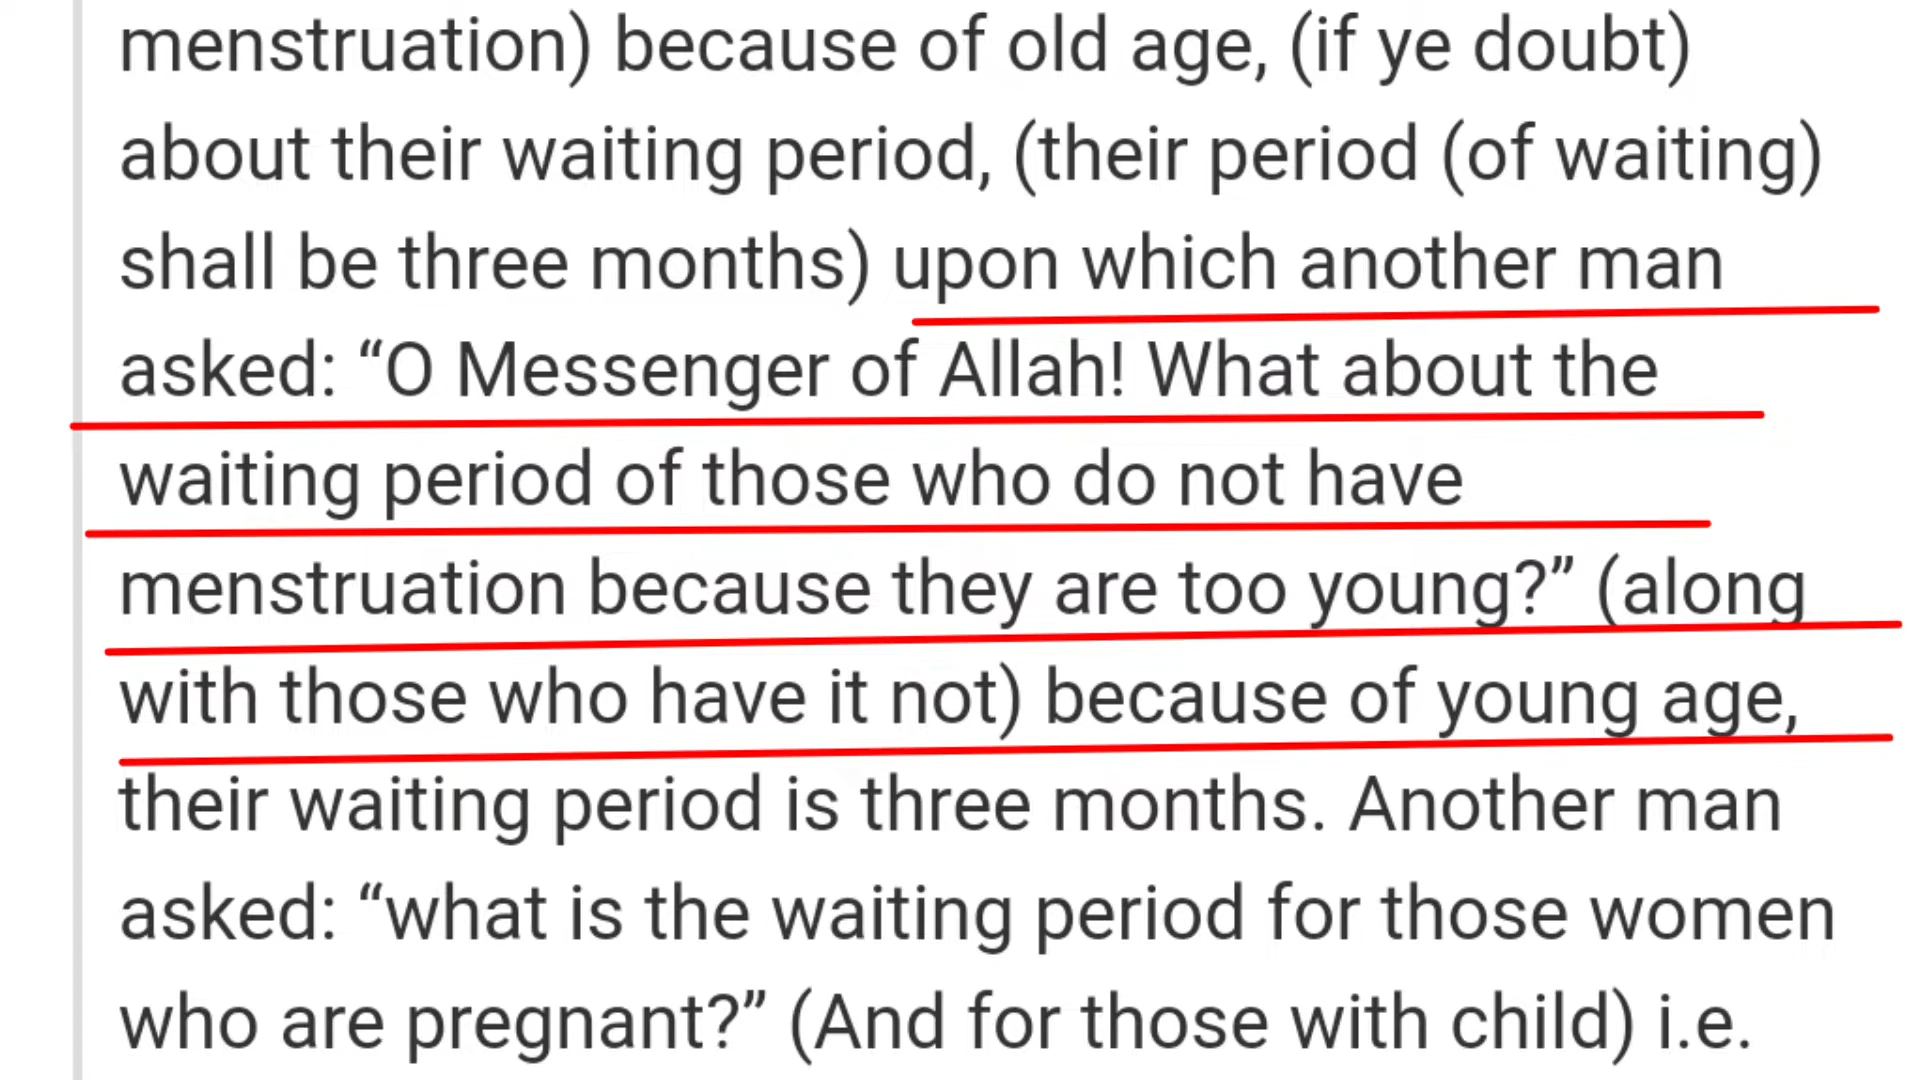 menstruation) because of old age, (if ye doubt)
about their waiting period, (their period (of waiting)
shall be three months) upon which another man
asked: “O Messenger of Allah! What about the
waiting period of those who do not have
menstruation because they are too young?” (along
with those who have it not) because of young age,
their waiting period is three months. Another man
asked: “what is the waiting period for those women
who are pregnant?” (And for those with child) i.e.